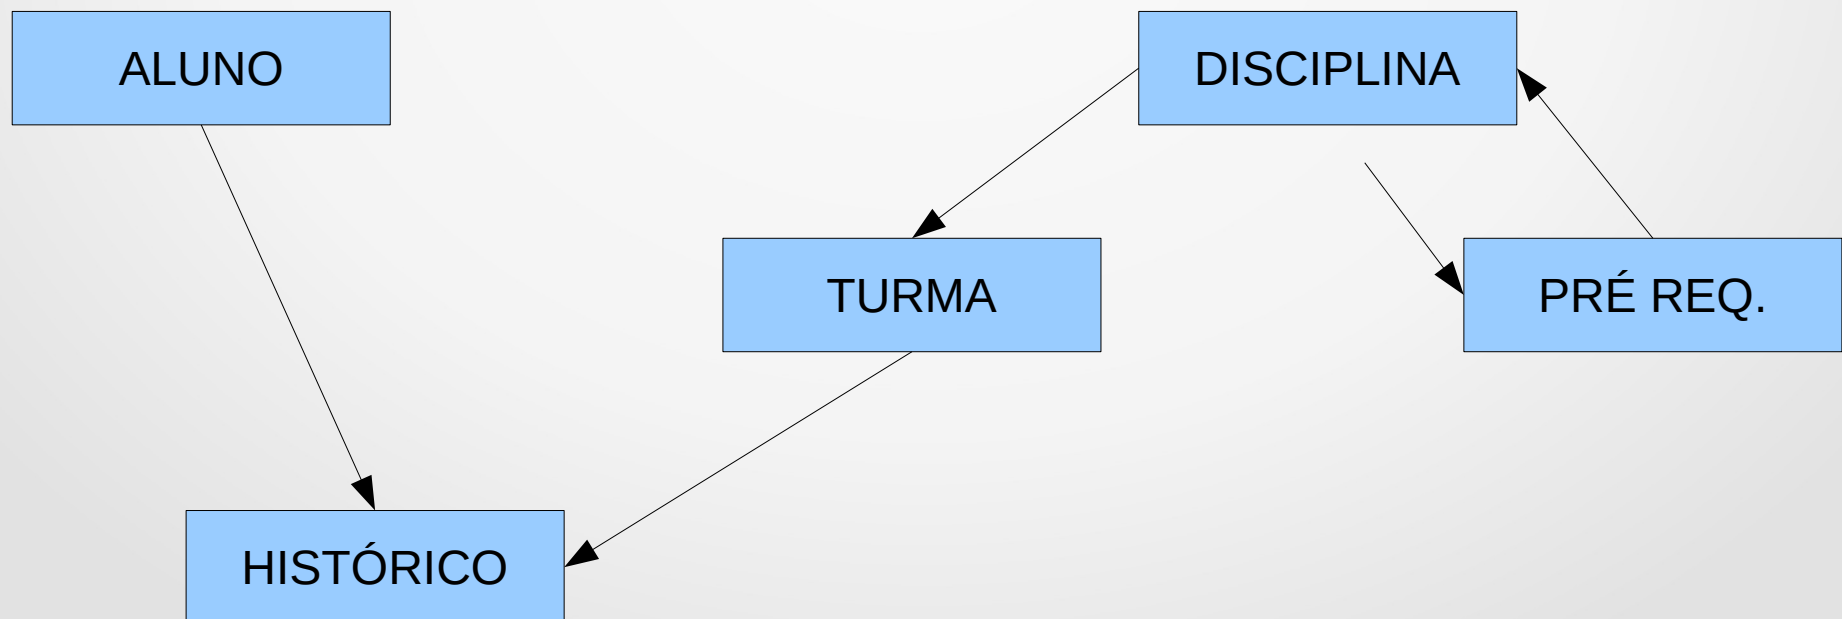 ALUNO
DISCIPLINA
TURMA
PRÉ REQ.
HISTÓRICO